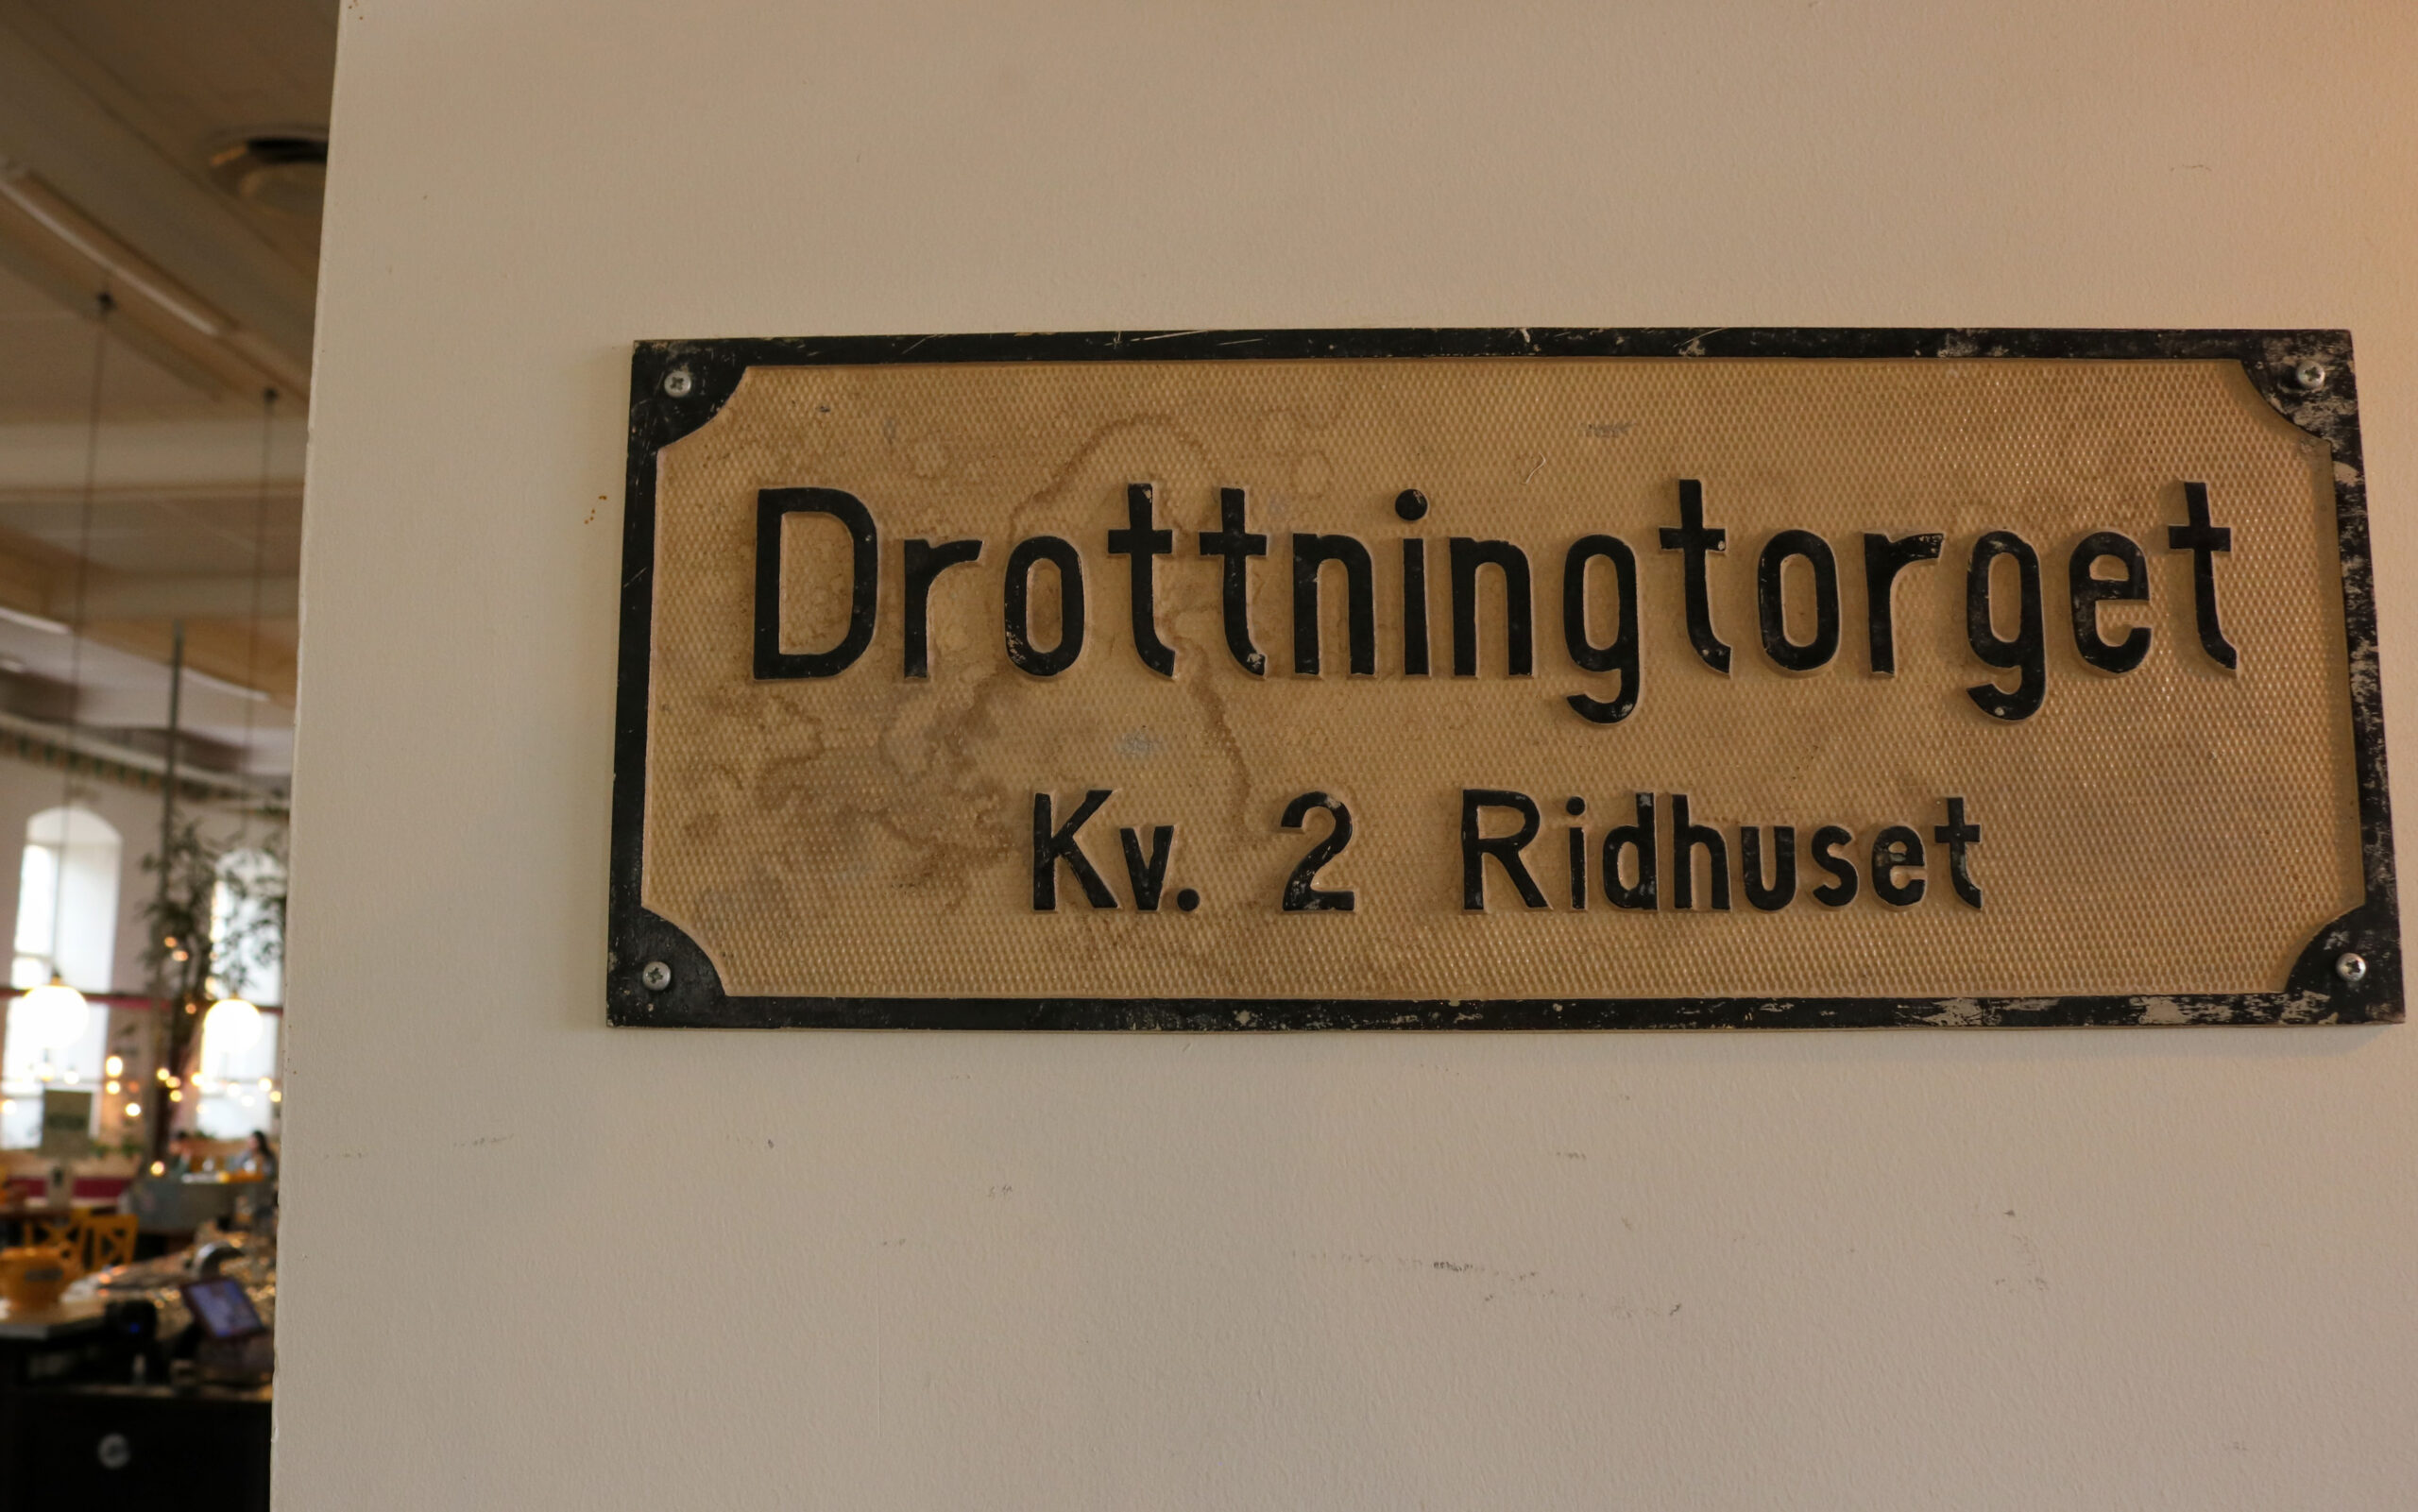 Drottningtorget
Kv. 2 Ridhuset